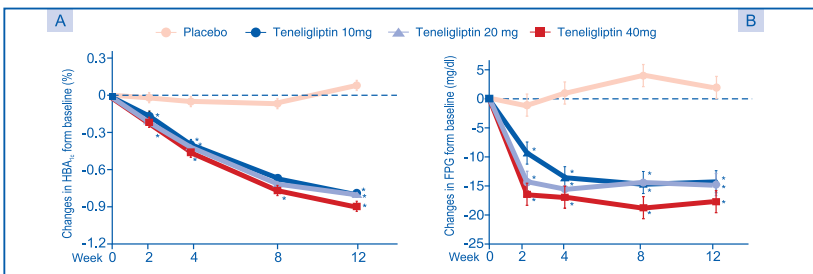 A
B
Placebo
Teneligliptin 10mg
Teneligliptin 20 mg
Teneligliptin 40mg
Changes in HBA1c form baseline (%)
0.3
0
-0.3
-0.6
-0.9
-1.2
Week
0 2 4 8 12
Changes in FPG form baseline (mg/dl)
5
0
-5
-10
-15
-20
-25
Week
0 2 4 8 12
* * * * * * * * * *
* * * * * * * * * * *